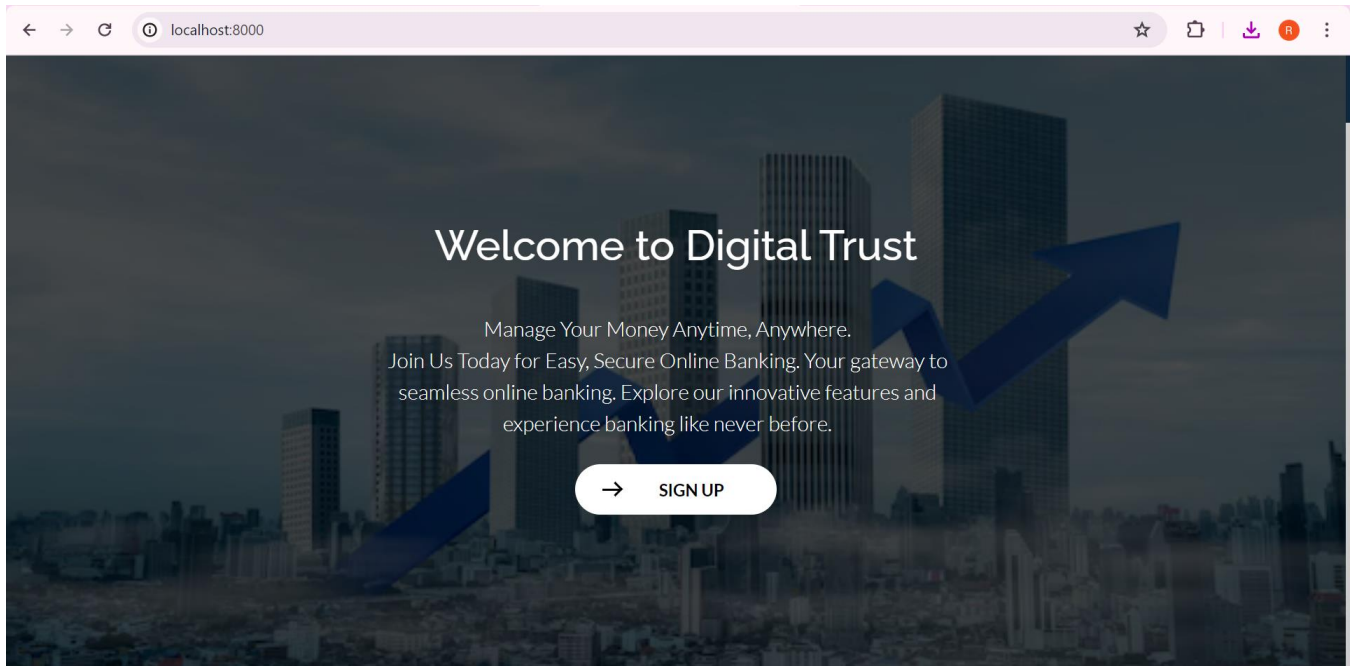 localhost:8000
R
Welcome to Digital Trust
Manage Your Money Anytime, Anywhere.
Join Us Today for Easy, Secure Online Banking. Your gateway to
seamless online banking. Explore our innovative features and
experience banking like never before.
SIGN UP